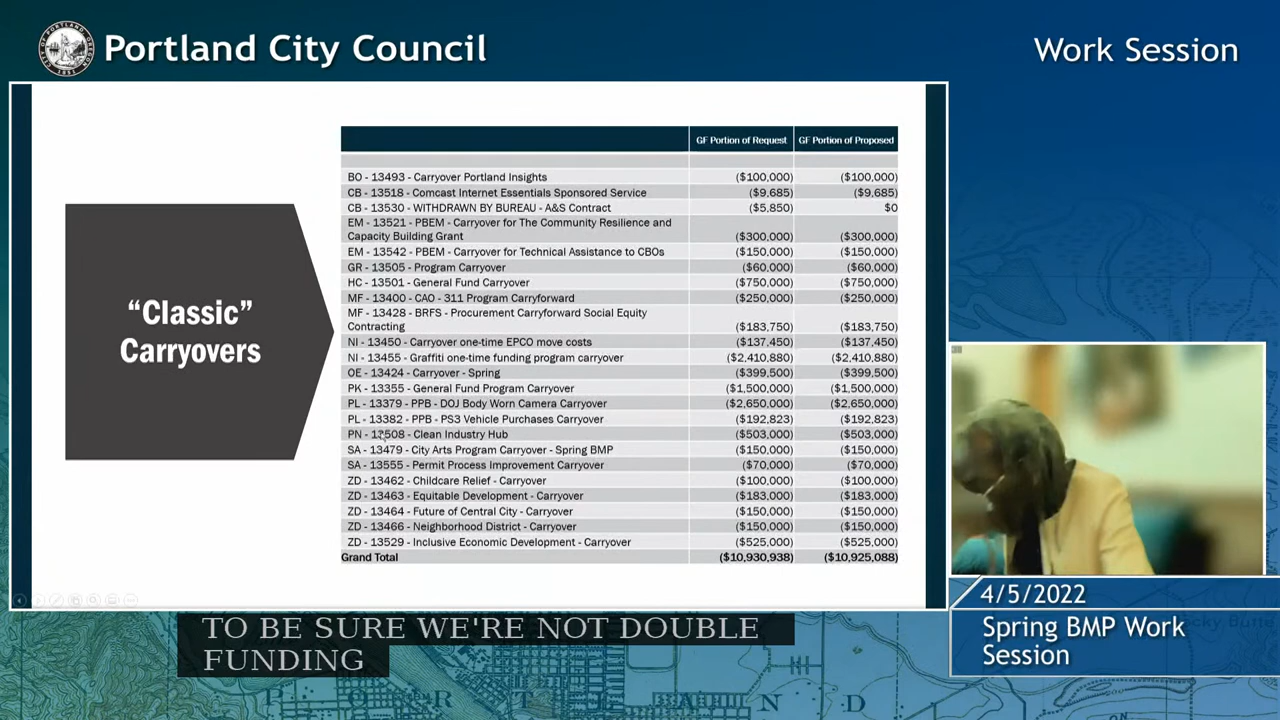 Portland City Council
Work Session
GF Portion of Request GF Portion of Proposed
BO - 13493 - Carryover Portland Insights ($100,000) ($100,000)
CB - 13518 - Comcast Internet Essentials Sponsored Service ($9,685) ($9,685)
CB - 13530 - WITHDRAWN BY BUREAU - A&S Contract ($5,850) $0
EM - 13521 - PBEM - Carryover for The Community Resilience and
Capacity Building Grant ($300,000) ($300,000)
EM - 13542 - PBEM - Carryover for Technical Assistance to CBOs ($150,000) ($150,000)
GR - 13505 - Program Carryover ($60,000) ($60,000)
HC - 13501 - General Fund Carryover ($750,000) ($750,000)
MF - 13400 - CAO - 311 Program Carryforward ($250,000) ($250,000)
MF - 13428 - BRFS - Procurement Carryforward Social Equity
Contracting ($183,750) ($183,750)
NI - 13450 - Carryover one-time EPCO move costs ($137,450) ($137,450)
NI - 13455 - Graffiti one-time funding program carryover ($2,410,880) ($2,410,880)
OE - 13424 - Carryover - Spring ($399,500) ($399,500)
PK - 13355 - General Fund Program Carryover ($1,500,000) ($1,500,000)
PL - 13379 - PPB - DOJ Body Worn Camera Carryover ($2,650,000) ($2,650,000)
PL - 13382 - PPB - PS3 Vehicle Purchases Carryover ($192,823) ($192,823)
PN - 13508 - Clean Industry Hub ($503,000) ($503,000)
SA - 13479 - City Arts Program Carryover - Spring BMP ($150,000) ($150,000)
SA - 13555 - Permit Process Improvement Carryover ($70,000) ($70,000)
ZD - 13462 - Childcare Relief - Carryover ($100,000) ($100,000)
ZD - 13463 - Equitable Development - Carryover ($183,000) ($183,000)
ZD - 13464 - Future of Central City - Carryover ($150,000) ($150,000)
ZD - 13466 - Neighborhood District - Carryover ($150,000) ($150,000)
ZD - 13529 - Inclusive Economic Development - Carryover ($525,000) ($525,000)
Grand Total ($10,930,938) ($10,925,088)
“Classic”
Carryovers
4/5/2022
Spring BMP Work
Session
TO BE SURE WE'RE NOT DOUBLE
FUNDING